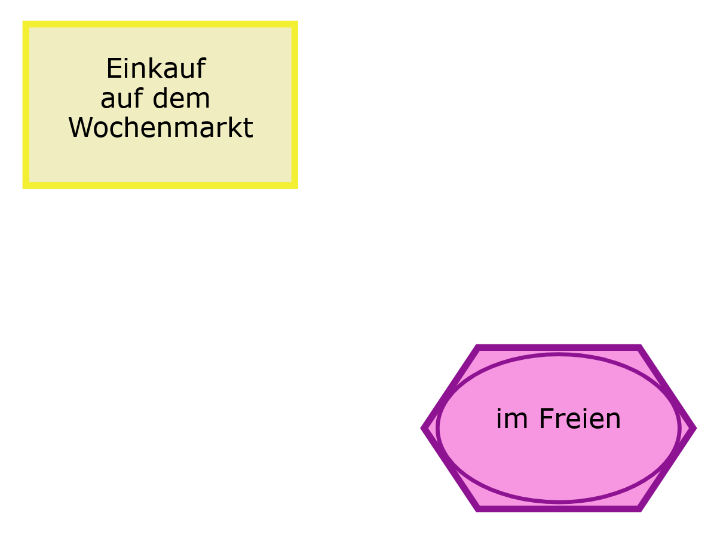 Einkauf
auf dem
Wochenmarkt
im Freien